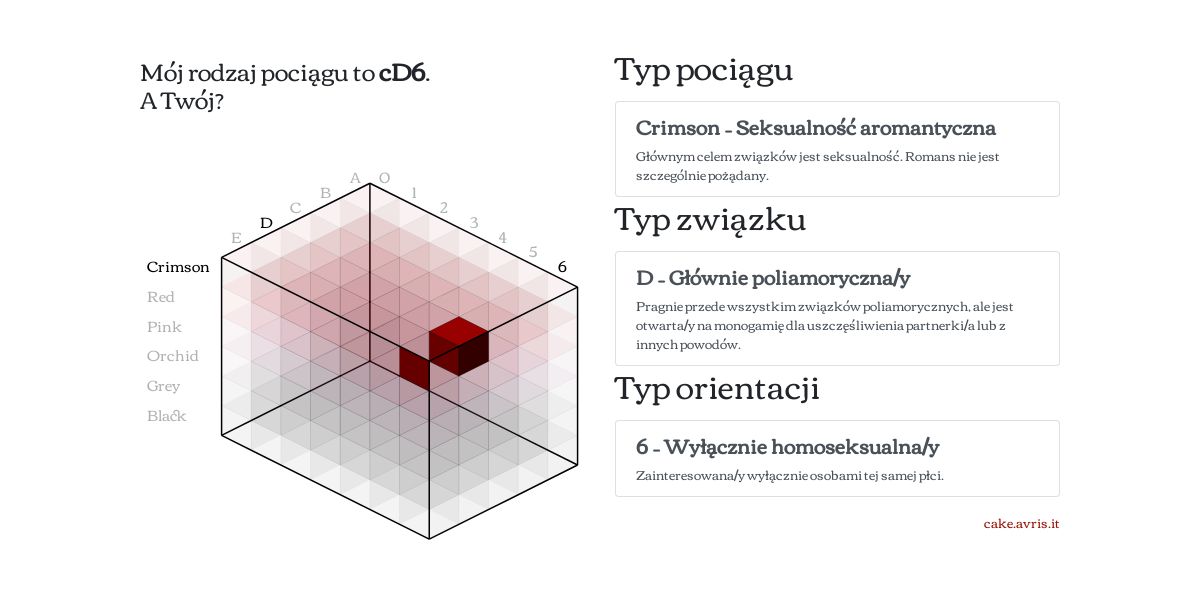 Mój rodzaj pociągu to cD6.
A Twój?
A
O
B
1
C
2
D
3
E
4
5
6
Crimson
Red
Pink
Orchid
Grey
Black
Typ pociągu
Crimson – Seksualność aromantyczna
Głównym celem związków jest seksualność. Romans nie jest
szczególnie pożądany.
Typ związku
D – Głównie poliamoryczna/y
Pragnie przede wszystkim związków poliamorycznych, ale jest
otwarta/y na monogamię dla uszczęśliwienia partnerki/a lub z
innych powodów.
Typ orientacji
6 – Wyłącznie homoseksualna/y
Zainteresowana/y wyłącznie osobami tej samej płci.
cake.avris.it